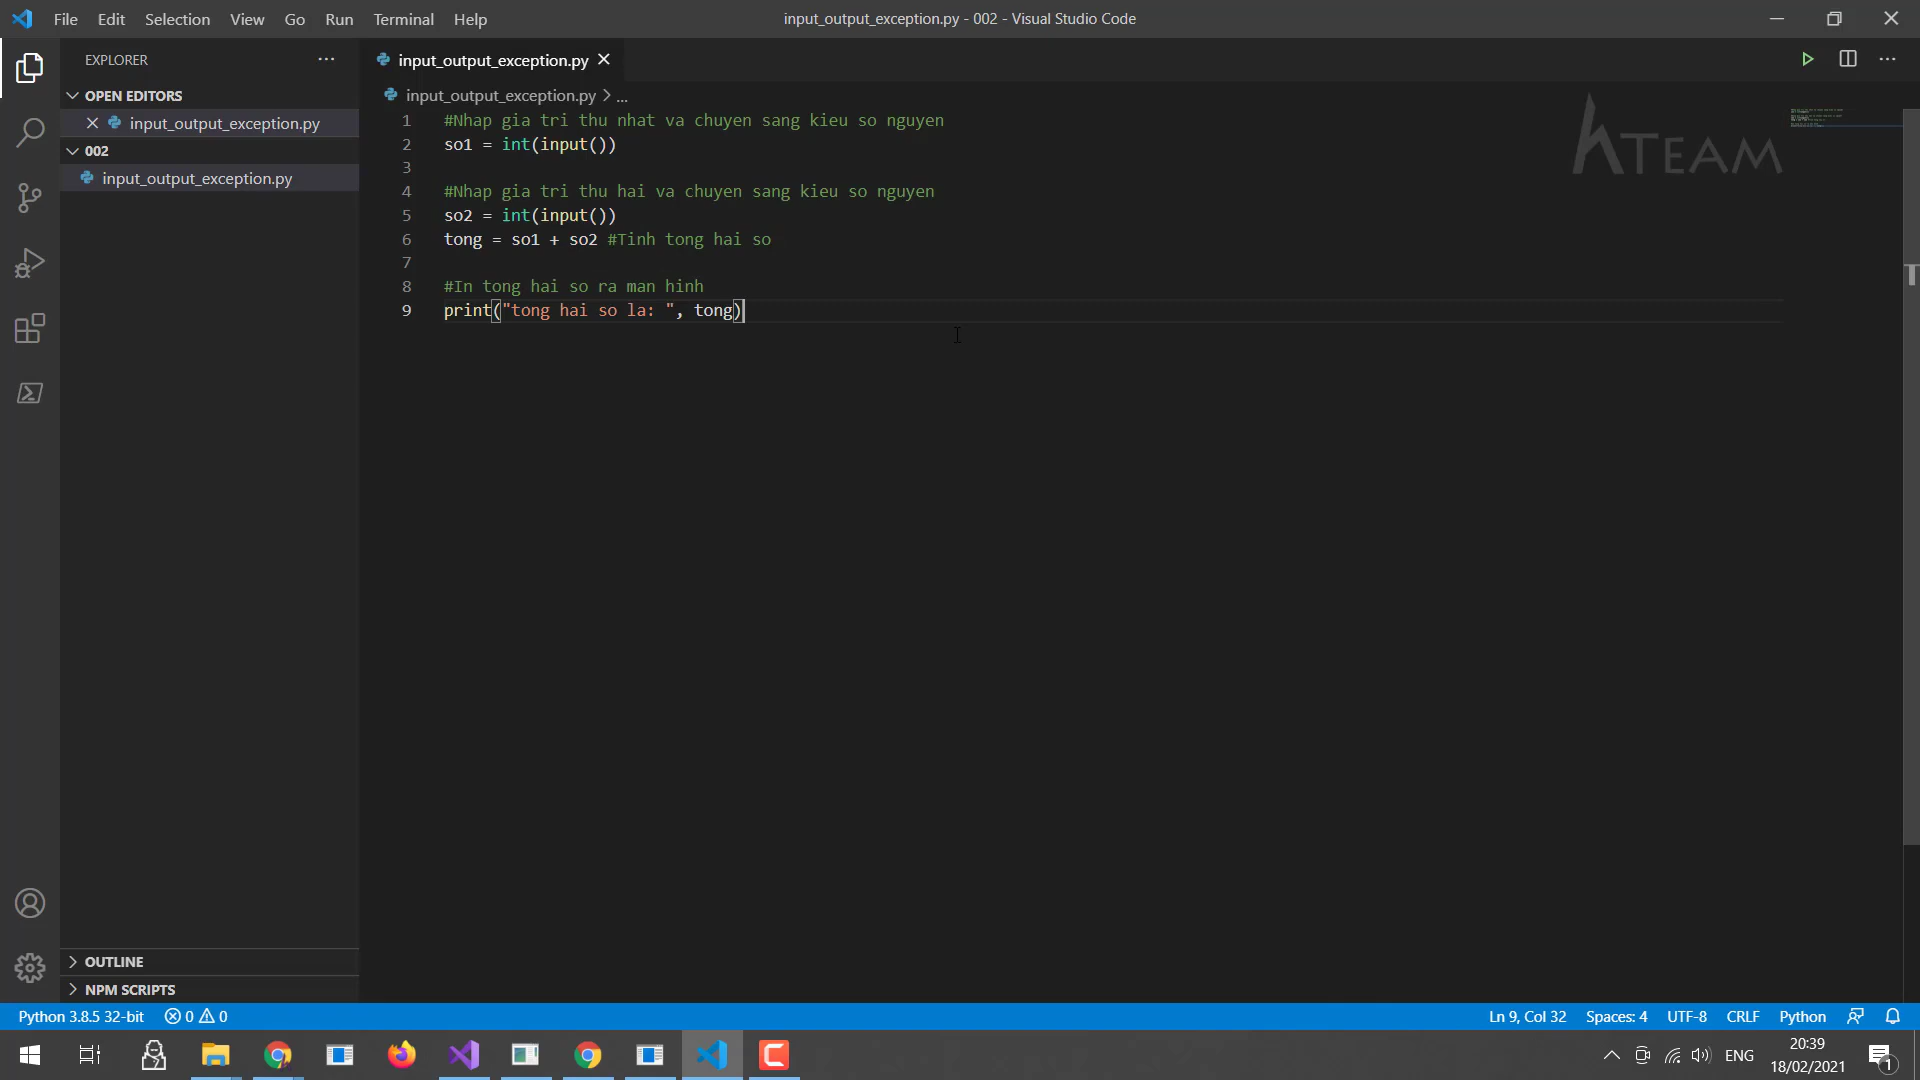 File Edit Selection View Go Run Terminal Help
input_output_exception.py - 002 - Visual Studio Code
EXPLORER
OPEN EDITORS
input_output_exception.py
002
input_output_exception.py
OUTLINE
NPM SCRIPTS
input_output_exception.py
input_output_exception.py > ...
HTEAM
1 #Nhap gia tri thu nhat va chuyen sang kieu so nguyen
2 so1 = int(input())
3
4 #Nhap gia tri thu hai va chuyen sang kieu so nguyen
5 so2 = int(input())
6 tong = so1 + so2 #Tinh tong hai so
7
8 #In tong hai so ra man hinh
9 print("tong hai so la: ", tong)
Python 3.8.5 32-bit 0 0 Ln 9, Col 32 Spaces: 4 UTF-8 CRLF Python
ENG
20:39
18/02/2021
1